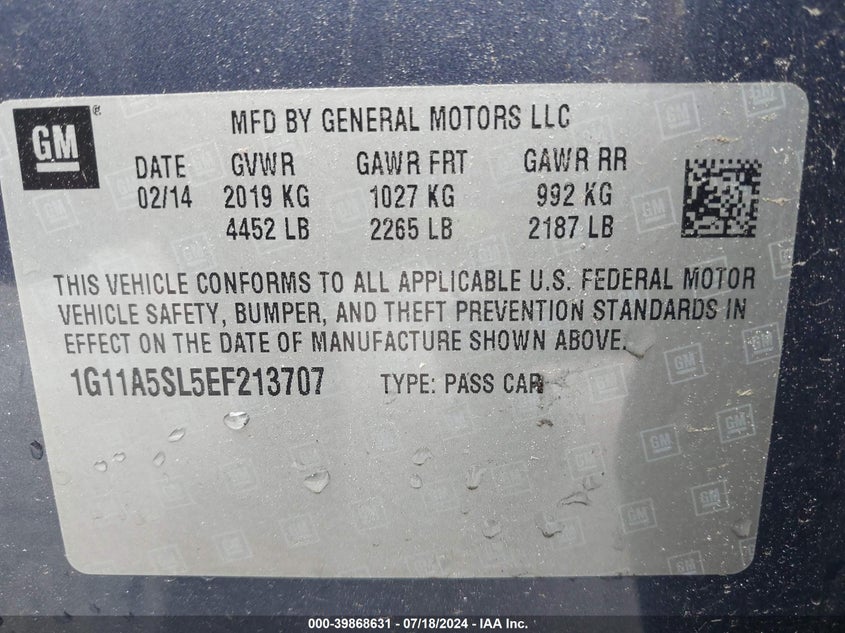 GM®
MFD BY GENERAL MOTORS LLC
DATE GVWR GAWR FRT GAWR RR
02/14 2019 KG 1027 KG 992 KG
4452 LB 2265 LB 2187 LB
THIS VEHICLE CONFORMS TO ALL APPLICABLE U.S. FEDERAL MOTOR
VEHICLE SAFETY, BUMPER, AND THEFT PREVENTION STANDARDS IN
EFFECT ON THE DATE OF MANUFACTURE SHOWN ABOVE.
1G11A5SL5EF213707 TYPE: PASS CAR
000-39868631 - 07/18/2024 - IAA Inc.